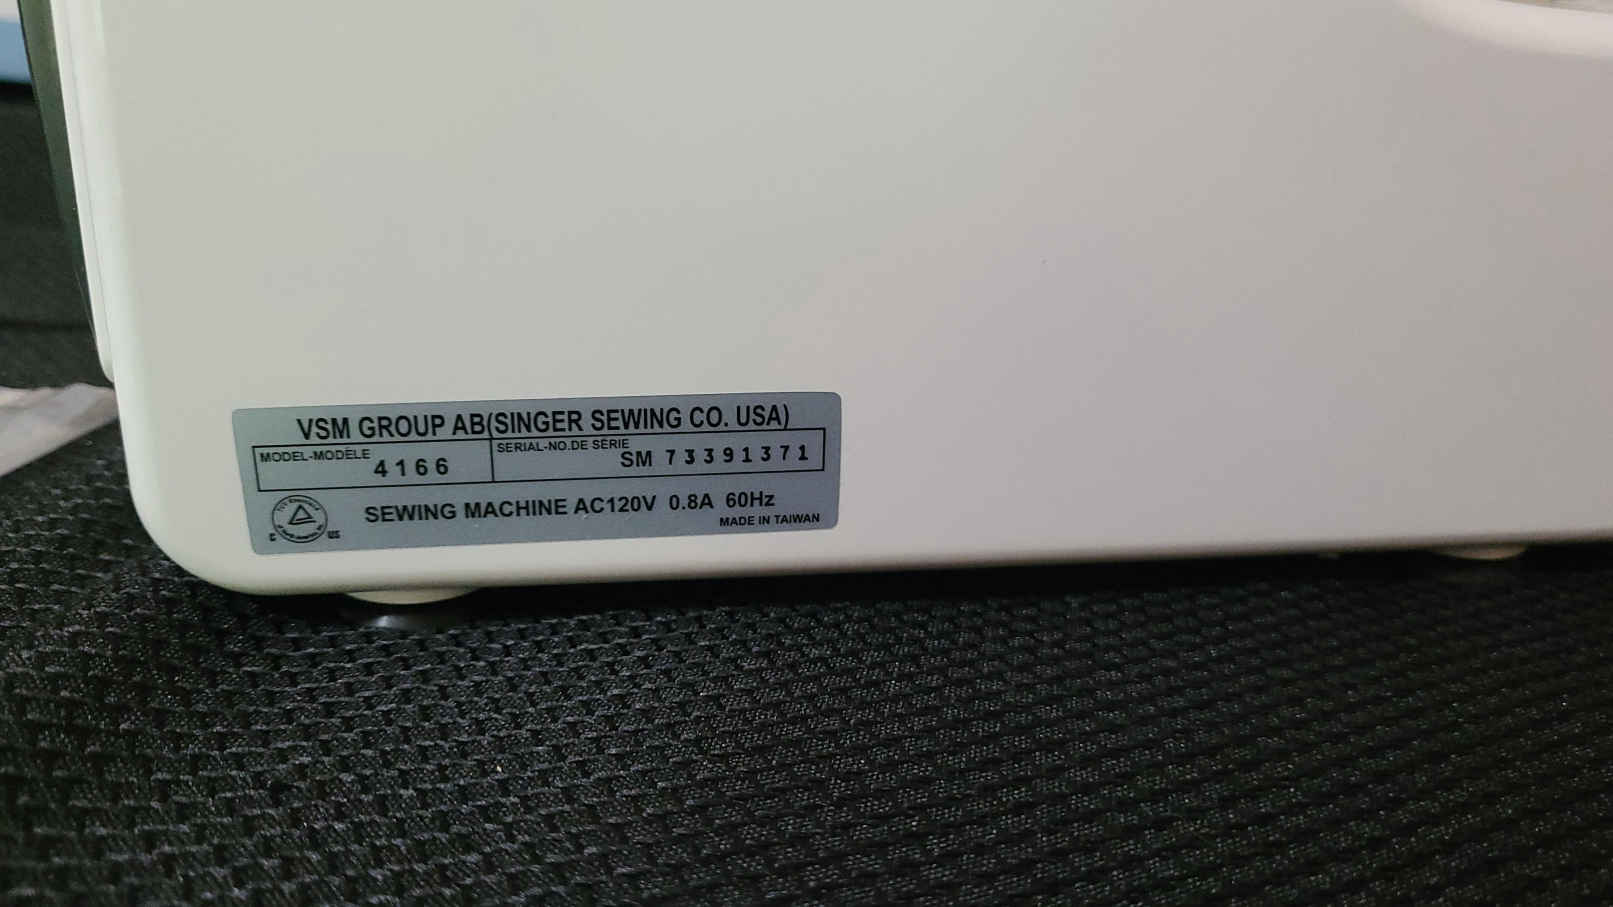 VSM GROUP AB(SINGER SEWING CO. USA)
MODEL-MODÈLE 4166
SERIAL-NO.DE SÉRIE SM 73391371
SEWING MACHINE AC120V 0.8A 60Hz
C US
MADE IN TAIWAN